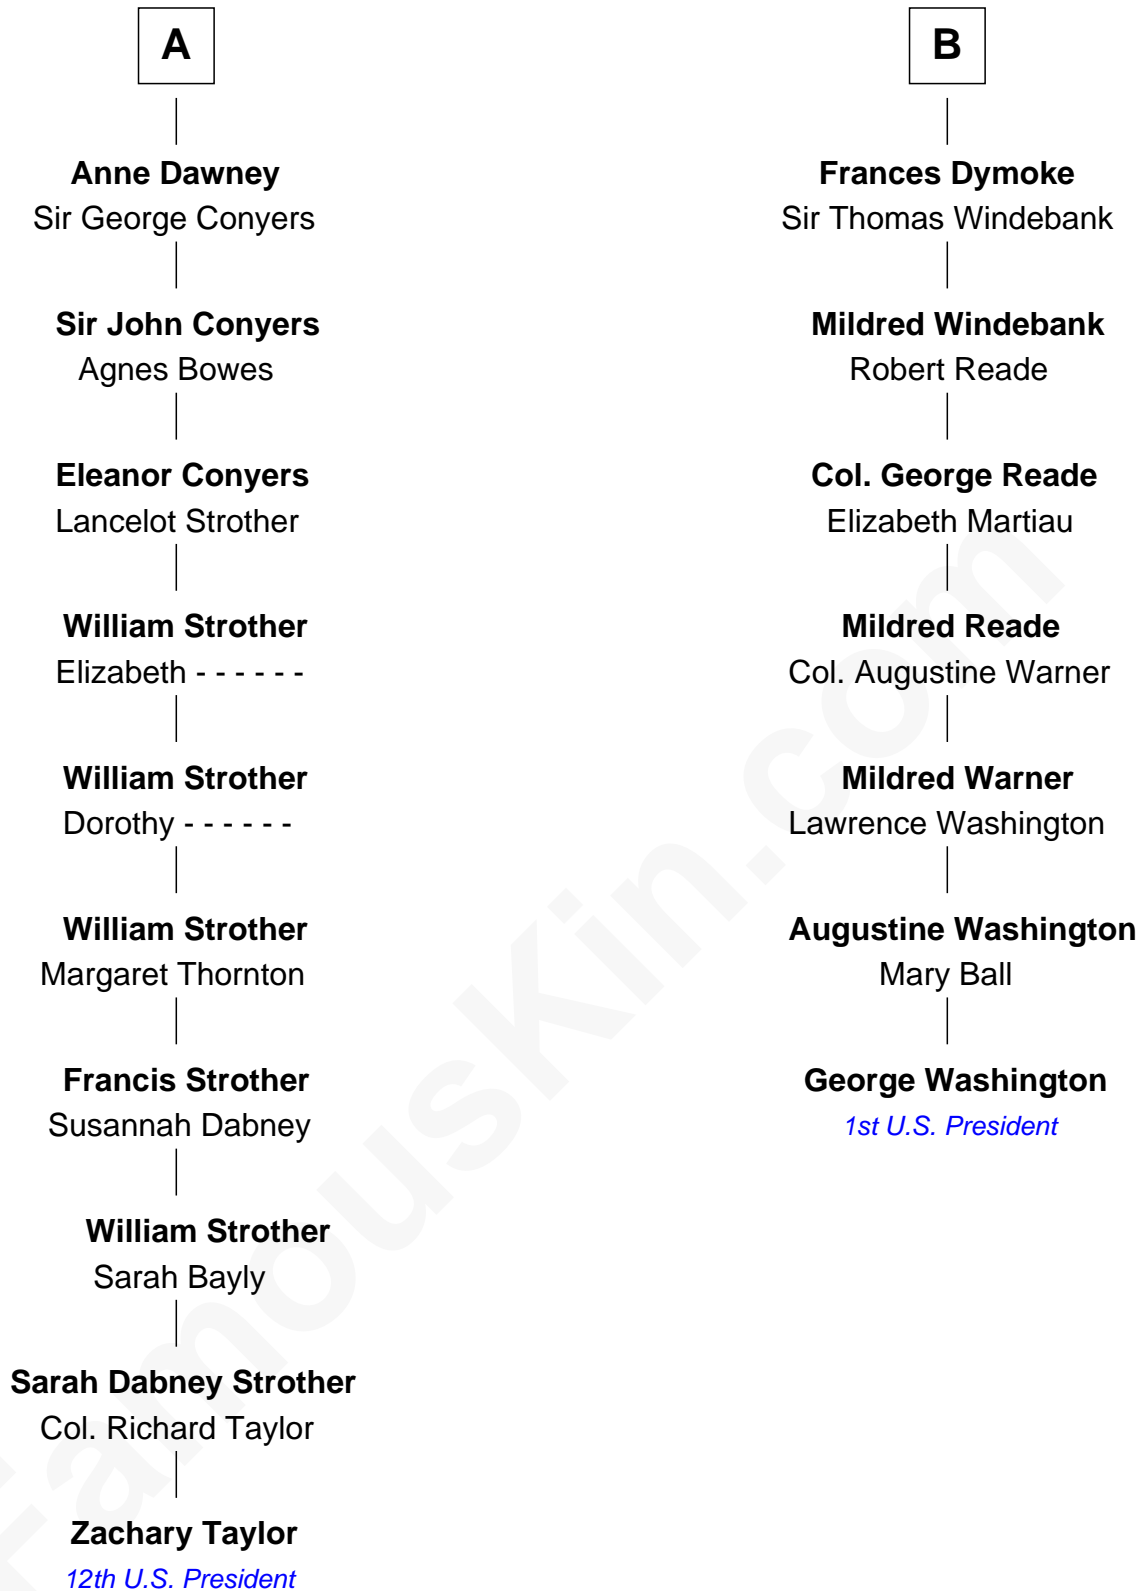 A
Anne Dawney
Sir George Conyers
Sir John Conyers
Agnes Bowes
Eleanor Conyers
Lancelot Strother
William Strother
Elizabeth - - - - - -
William Strother
Dorothy - - - - - -
William Strother
Margaret Thornton
Francis Strother
Susannah Dabney
William Strother
Sarah Bayly
Sarah Dabney Strother
Col. Richard Taylor
Zachary Taylor
12th U.S. President
B
Frances Dymoke
Sir Thomas Windebank
Mildred Windebank
Robert Reade
Col. George Reade
Elizabeth Martiau
Mildred Reade
Col. Augustine Warner
Mildred Warner
Lawrence Washington
Augustine Washington
Mary Ball
George Washington
1st U.S. President
FamousKin.com